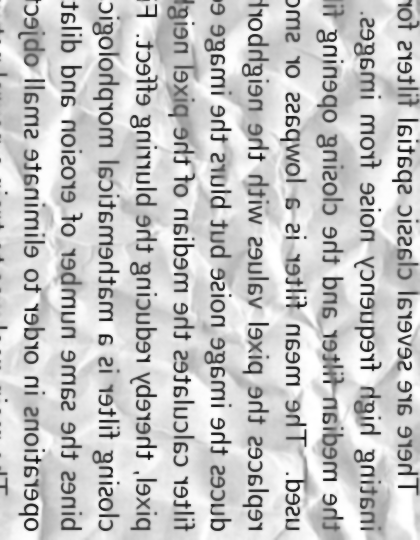 There are several classic spatial filters for
inating high frequency noise from images.
the median filter and the closing opening fil
used. The mean filter is a lowpass or smo
replaces the pixel values with the neighborh
duces the image noise but blurs the image e
filter calculates the median of the pixel neigh
pixel, thereby reducing the blurring effect. Fi
closing filter is a mathematical morphologic
bines the same number of erosion and dilat
operations in order to eliminate small object